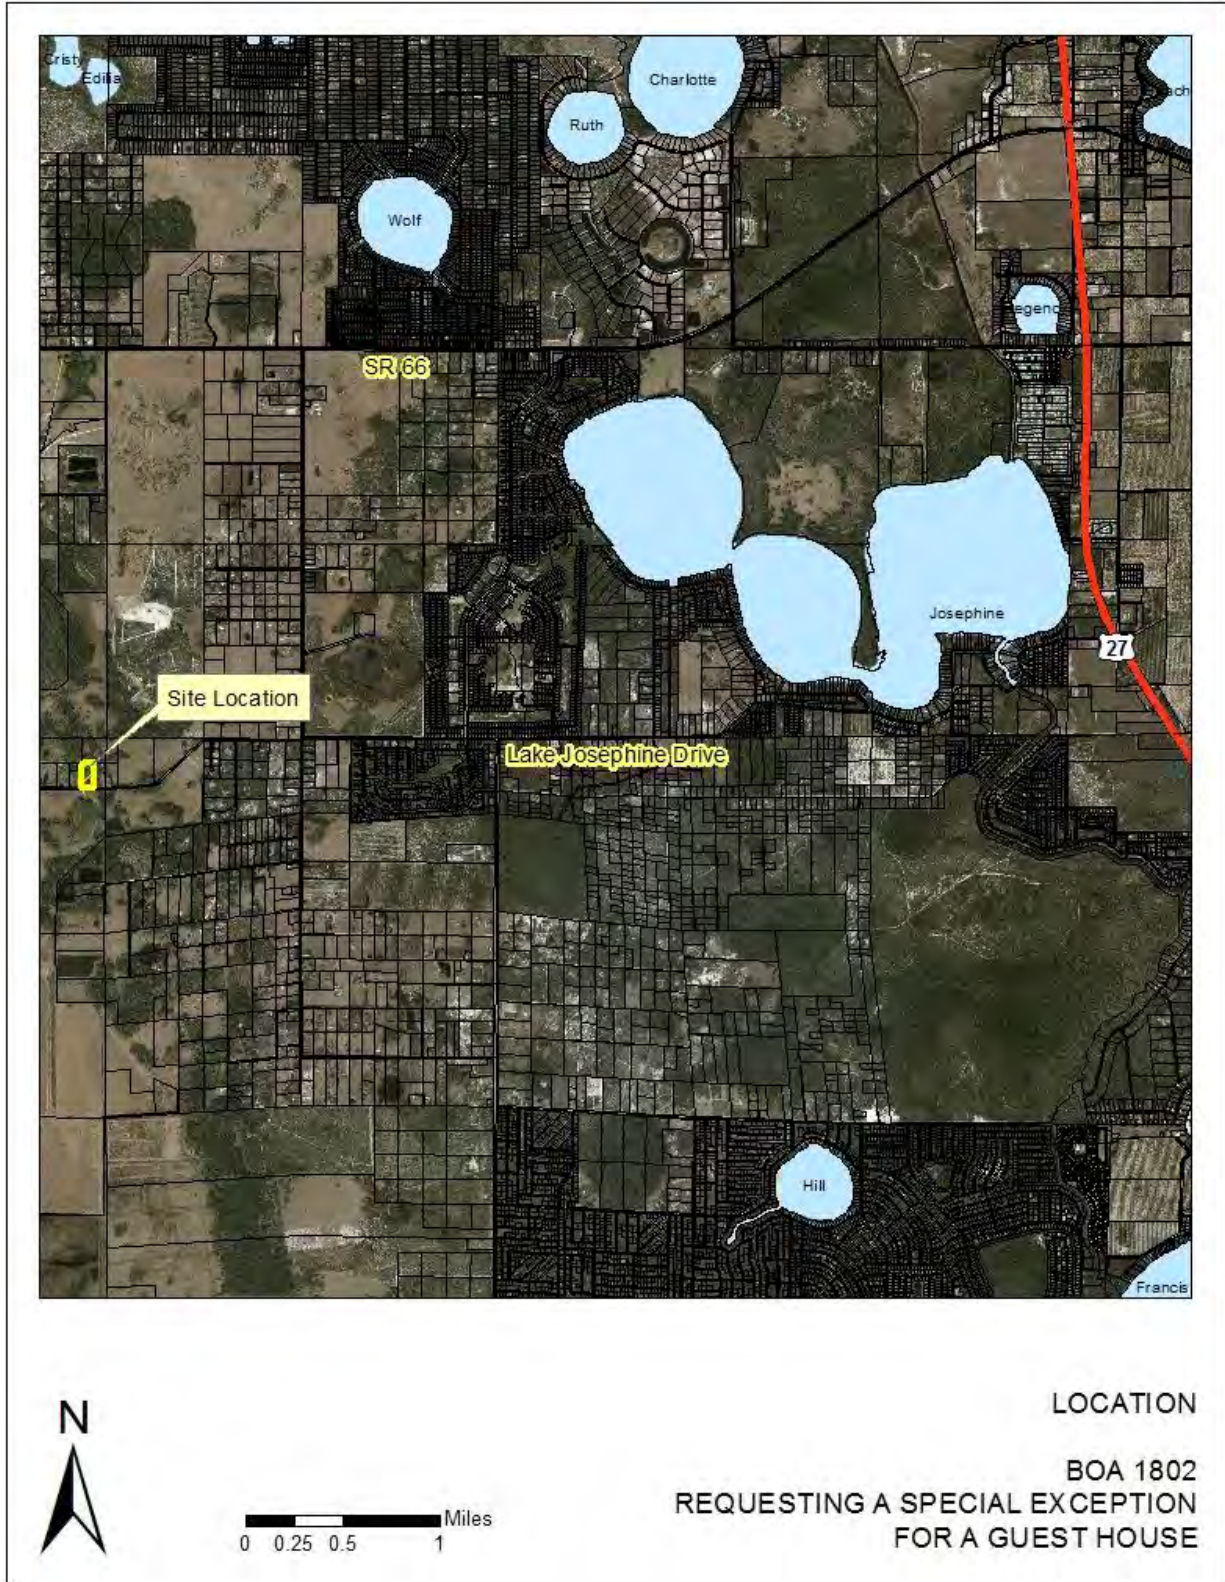 Cristy
Edilia
Charlotte
Ruth
Wolf
SR 66
Josephine
27
Site Location
Lake Josephine Drive
Hill
Francis
N
Miles
0 0.25 0.5 1
LOCATION
BOA 1802
REQUESTING A SPECIAL EXCEPTION
FOR A GUEST HOUSE